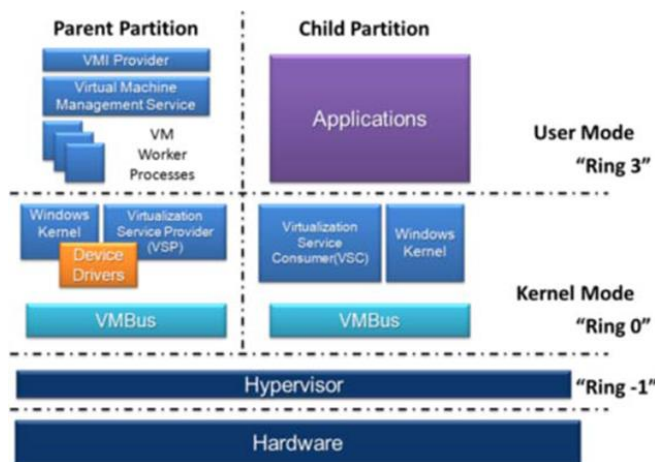 Parent Partition
Child Partition
VMI Provider
Virtual Machine
Management Service
VM
Worker
Processes
Applications
User Mode
“Ring 3”
Windows
Kernel
Virtualization
Service Provider
(VSP)
Device
Drivers
Virtualization
Service
Consumer(VSC)
Windows
Kernel
VMBus
VMBus
Kernel Mode
“Ring 0”
Hypervisor
“Ring -1”
Hardware